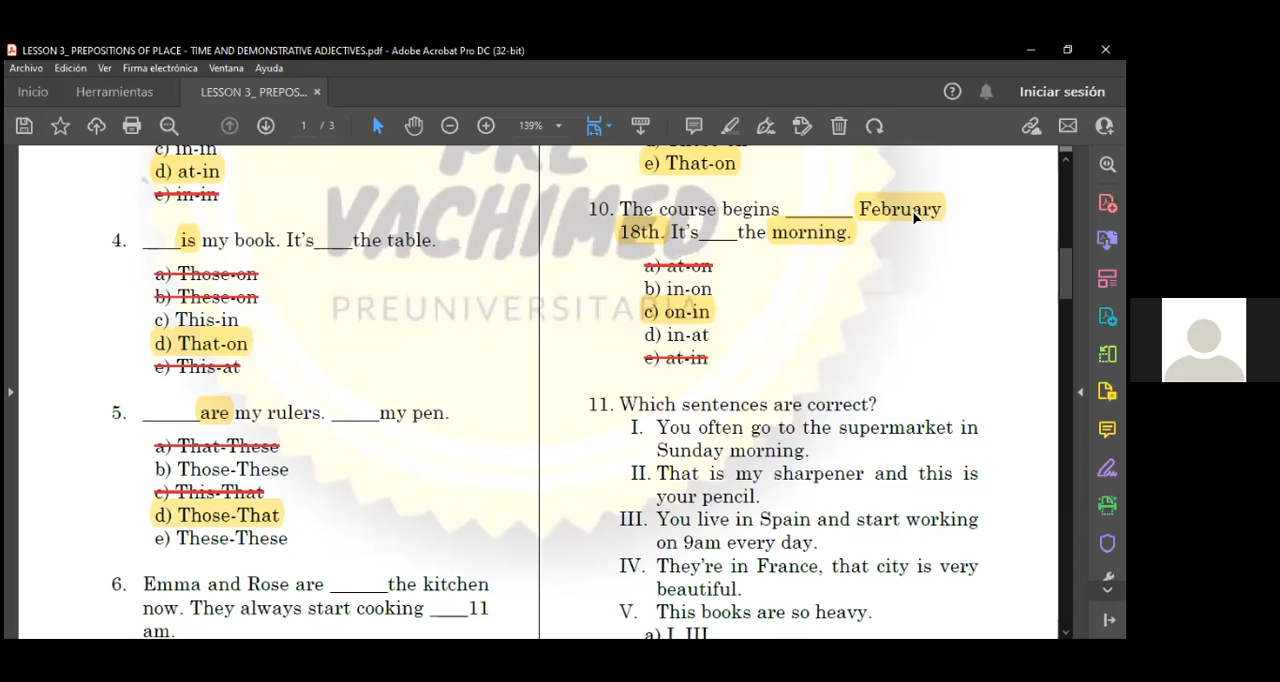 LESSON 3_ PREPOSITIONS OF PLACE - TIME AND DEMONSTRATIVE ADJECTIVES.pdf - Adobe Acrobat Pro DC (32-bit)
Archivo Edición Ver Firma electrónica Ventana Ayuda
Inicio Herramientas LESSON 3_ PREPOS... × Iniciar sesión
1 / 3 139%
PRE
VACHIMED
PREUNIVERSITARIA
c) in-in
d) at-in
e) in-in
4. ____is my book. It's____the table.
a) Those-on
b) These-on
c) This-in
d) That-on
e) This-at
5. ______are my rulers. _____my pen.
a) That-These
b) Those-These
c) This-That
d) Those-That
e) These-These
6. Emma and Rose are ______the kitchen
now. They always start cooking ____11
am.
e) That-on
10. The course begins _______ February
18th. It's____the morning.
a) at-on
b) in-on
c) on-in
d) in-at
e) at-in
11. Which sentences are correct?
I. You often go to the supermarket in
Sunday morning.
II. That is my sharpener and this is
your pencil.
III. You live in Spain and start working
on 9am every day.
IV. They're in France, that city is very
beautiful.
V. This books are so heavy.
a) I, III